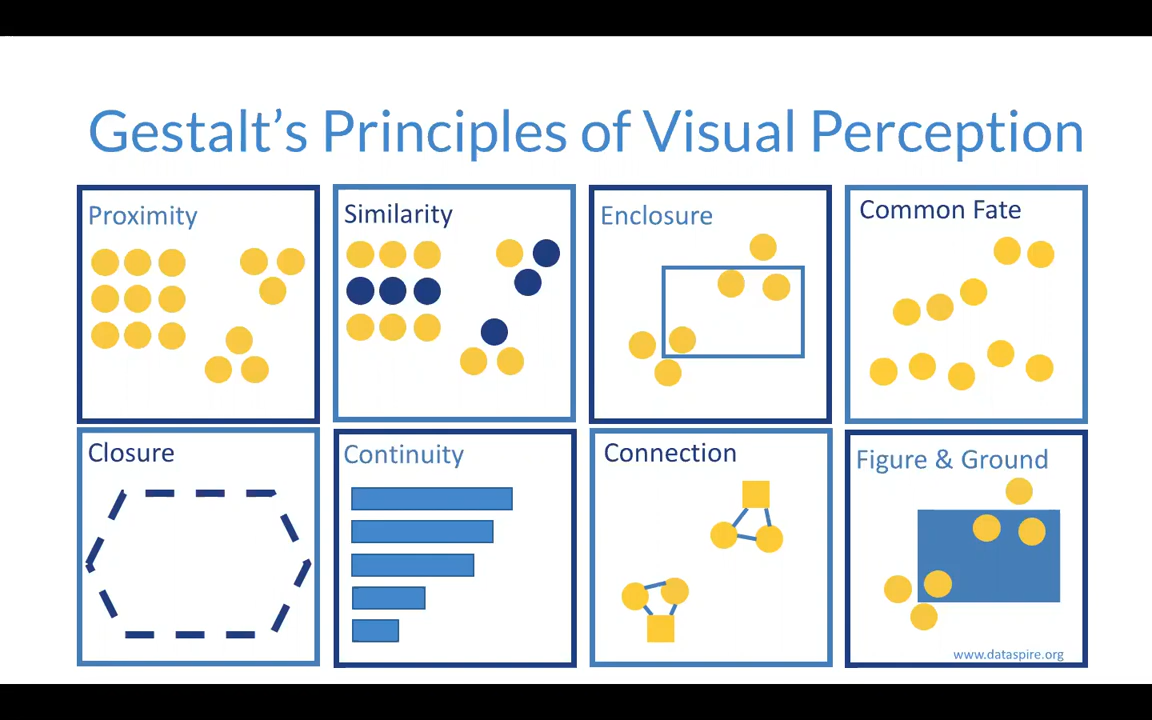 Gestalt’s Principles of Visual Perception
Proximity
Similarity
Enclosure
Common Fate
Closure
Continuity
Connection
Figure & Ground
www.dataspire.org